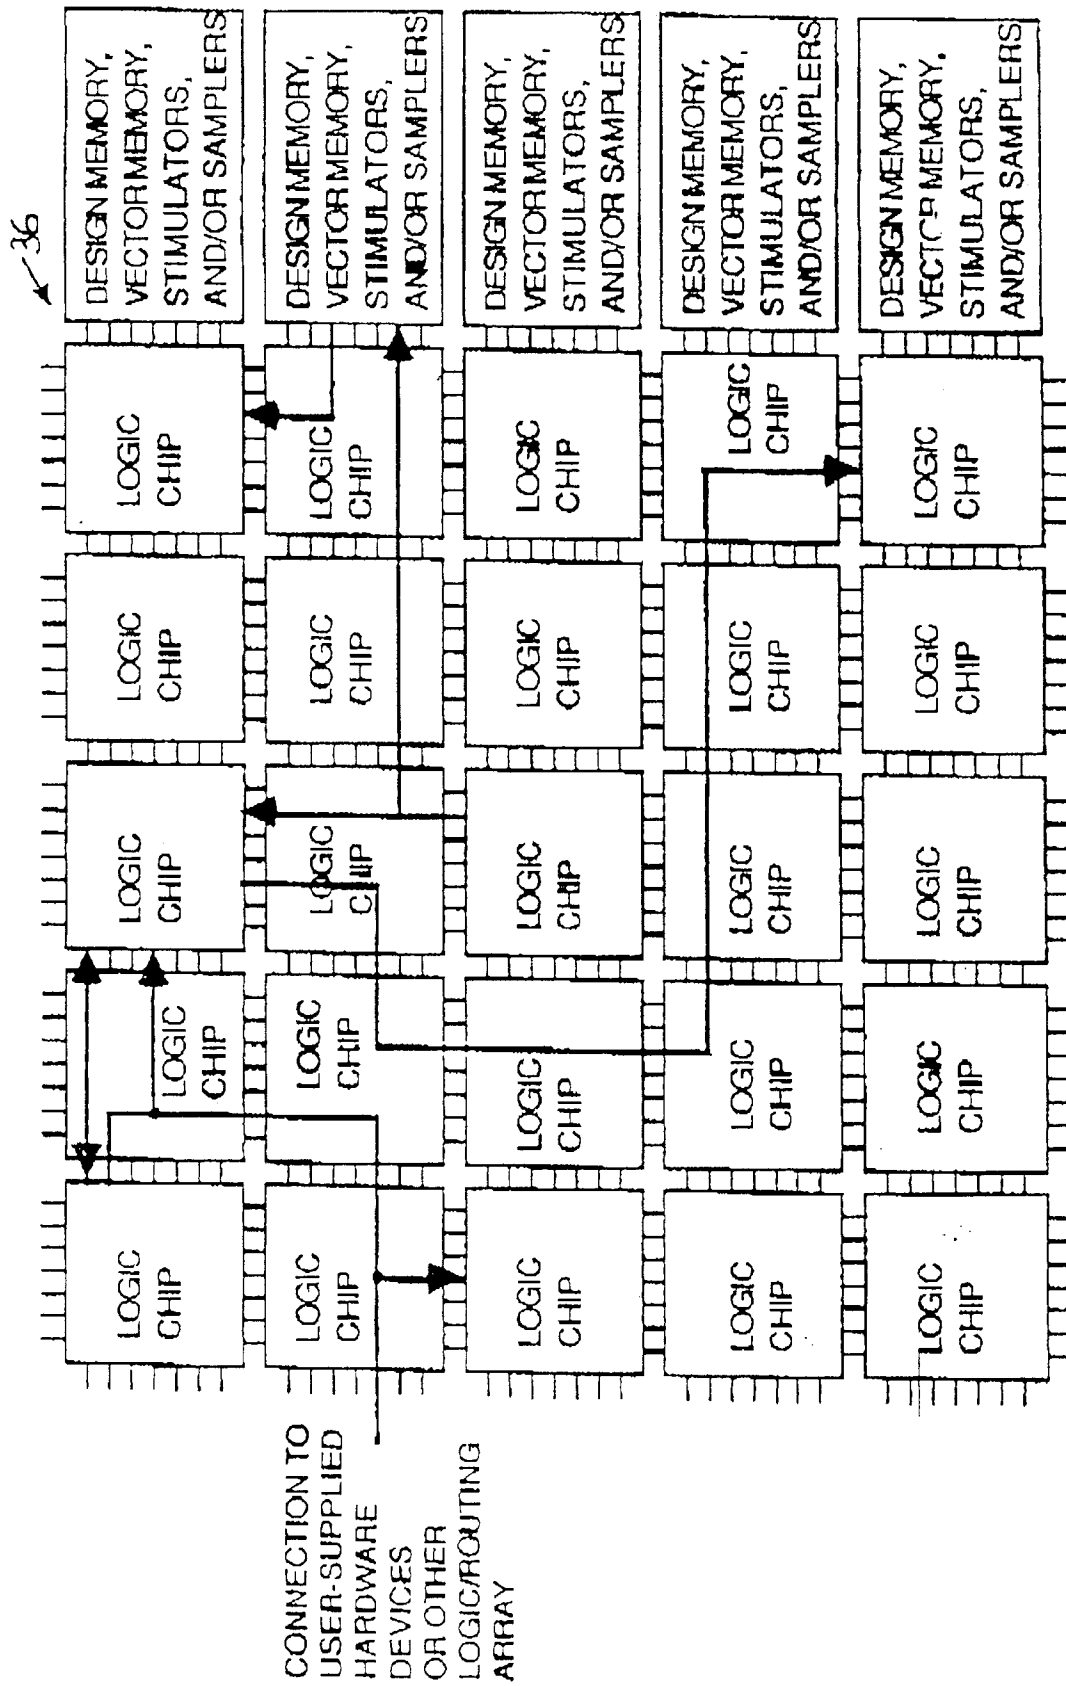 36
LOGIC
CHIP
LOGIC
CHIP
LOGIC
CHIP
LOGIC
CHIP
LOGIC
CHIP
DESIGN MEMORY,
VECTOR MEMORY,
STIMULATORS,
AND/OR SAMPLERS
CONNECTION TO
USER-SUPPLIED
HARDWARE
DEVICES
OR OTHER
LOGIC/ROUTING
ARRAY
LOGIC
CHIP
LOGIC
CHIP
LOGIC
CHIP
LOGIC
CHIP
LOGIC
CHIP
DESIGN MEMORY,
VECTOR MEMORY,
STIMULATORS,
AND/OR SAMPLERS
LOGIC
CHIP
LOGIC
CHIP
LOGIC
CHIP
LOGIC
CHIP
LOGIC
CHIP
DESIGN MEMORY,
VECTOR MEMORY,
STIMULATORS,
AND/OR SAMPLERS
LOGIC
CHIP
LOGIC
CHIP
LOGIC
CHIP
LOGIC
CHIP
LOGIC
CHIP
DESIGN MEMORY,
VECTOR MEMORY,
STIMULATORS,
AND/OR SAMPLERS
LOGIC
CHIP
LOGIC
CHIP
LOGIC
CHIP
LOGIC
CHIP
LOGIC
CHIP
DESIGN MEMORY,
VECTOR MEMORY,
STIMULATORS,
AND/OR SAMPLERS